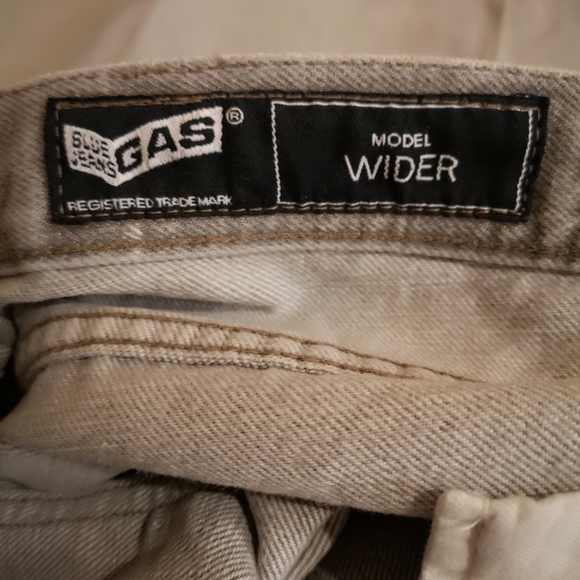 BLUE JEANS GAS ®
REGISTERED TRADE MARK
MODEL
WIDER